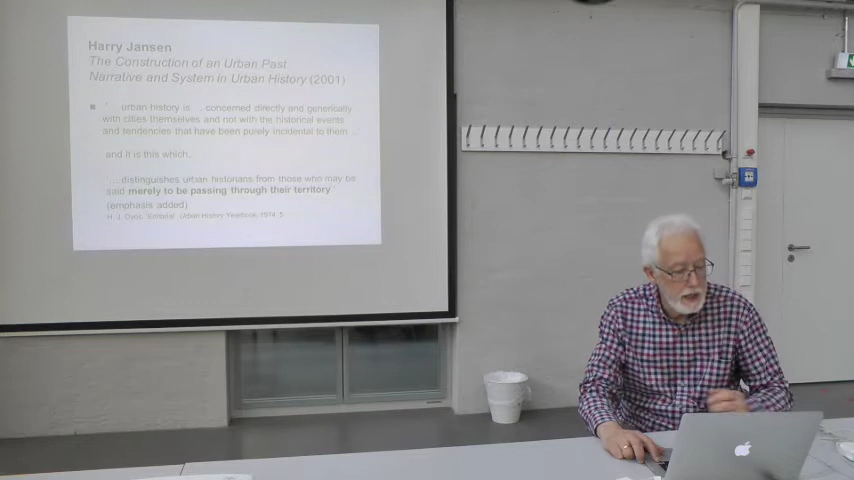 Harry Jansen
The Construction of an Urban Past
Narrative and System in Urban History (2001)
' ... urban history is ... concerned directly and generically
with cities themselves and not with the historical events
and tendencies that have been purely incidental to them ...'
and it is this which,
'... distinguishes urban historians from those who may be
said merely to be passing through their territory.'
(emphasis added)
H. J. Dyos, 'Editorial', Urban History Yearbook, 1974, 5